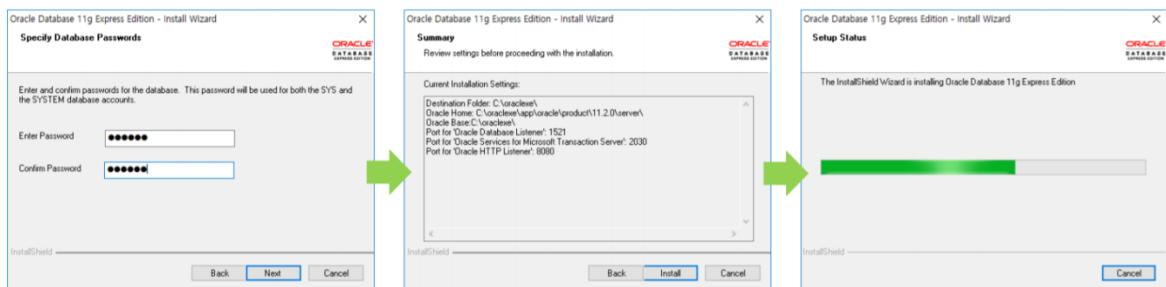 Oracle Database 11g Express Edition - Install Wizard
Specify Database Passwords
ORACLE
DATABASE
EXPRESS EDITION
Enter and confirm passwords for the database. This password will be used for both the SYS and
the SYSTEM database accounts.
Enter Password
●●●●●●
Confirm Password
●●●●●●
InstallShield
Back
Next
Cancel
Oracle Database 11g Express Edition - Install Wizard
Summary
Review settings before proceeding with the installation.
ORACLE
DATABASE
EXPRESS EDITION
Current Installation Settings:
Destination Folder: C:\oraclexe\
Oracle Home: C:\oraclexe\app\oracle\product\11.2.0\server\
Oracle Base:C:\oraclexe\
Port for 'Oracle Database Listener': 1521
Port for 'Oracle Services for Microsoft Transaction Server': 2030
Port for 'Oracle HTTP Listener': 8080
InstallShield
Back
Install
Cancel
Oracle Database 11g Express Edition - Install Wizard
Setup Status
ORACLE
DATABASE
EXPRESS EDITION
The InstallShield Wizard is installing Oracle Database 11g Express Edition
InstallShield
Cancel